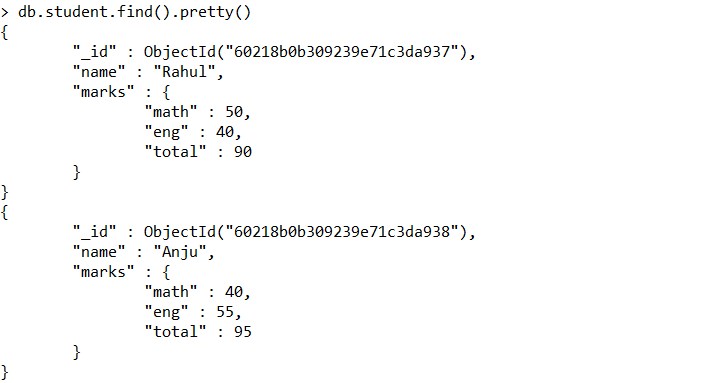 > db.student.find().pretty()
{
        "_id" : ObjectId("60218b0b309239e71c3da937"),
        "name" : "Rahul",
        "marks" : {
                "math" : 50,
                "eng" : 40,
                "total" : 90
        }
}
{
        "_id" : ObjectId("60218b0b309239e71c3da938"),
        "name" : "Anju",
        "marks" : {
                "math" : 40,
                "eng" : 55,
                "total" : 95
        }
}